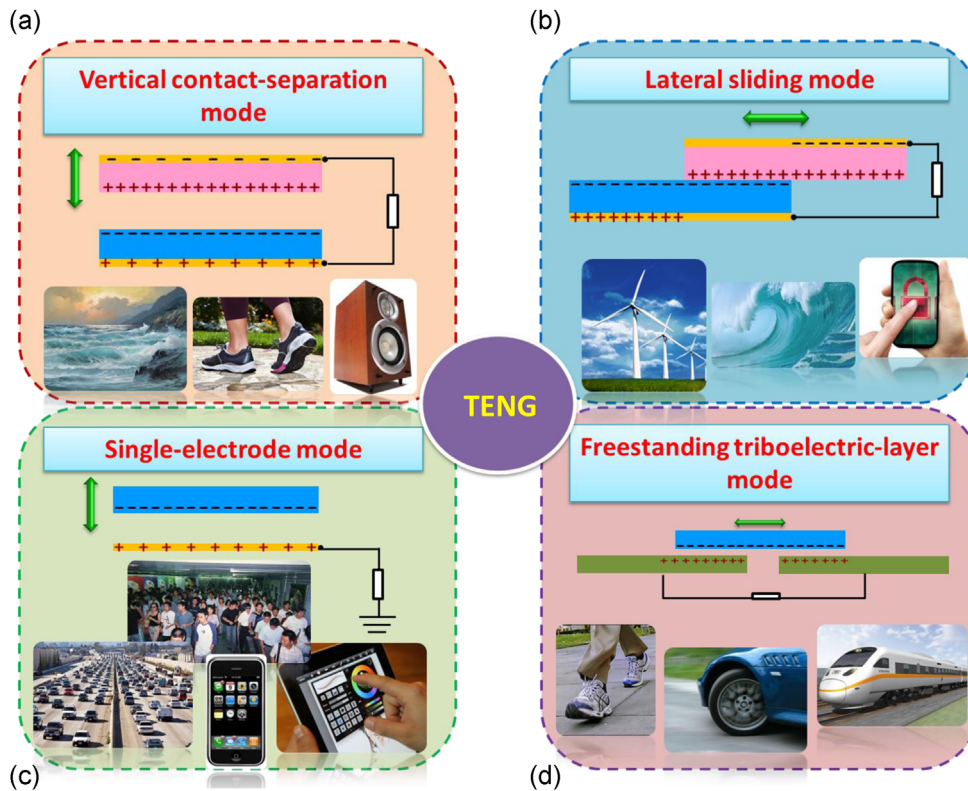 (a)
Vertical contact-separation
mode
(b)
Lateral sliding mode
TENG
Single-electrode mode
(c)
Freestanding triboelectric-layer
mode
(d)